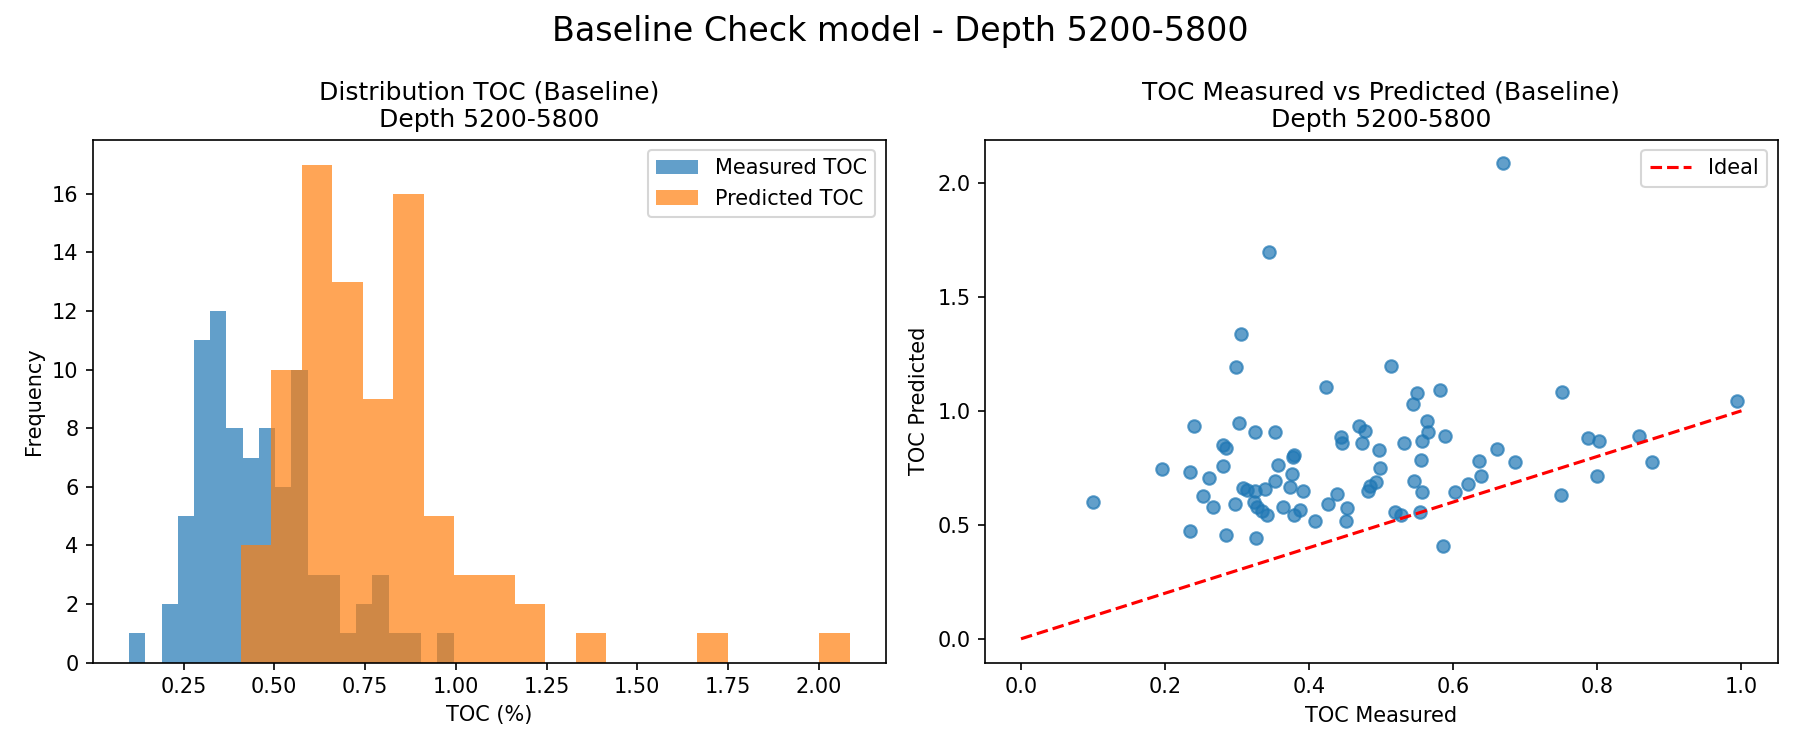 Baseline Check model - Depth 5200-5800
Distribution TOC (Baseline)
Depth 5200-5800
Frequency
16
14
12
10
8
6
4
2
0
Measured TOC
Predicted TOC
0.25 0.50 0.75 1.00 1.25 1.50 1.75 2.00
TOC (%)
TOC Measured vs Predicted (Baseline)
Depth 5200-5800
TOC Predicted
2.0
1.5
1.0
0.5
0.0
Ideal
0.0 0.2 0.4 0.6 0.8 1.0
TOC Measured